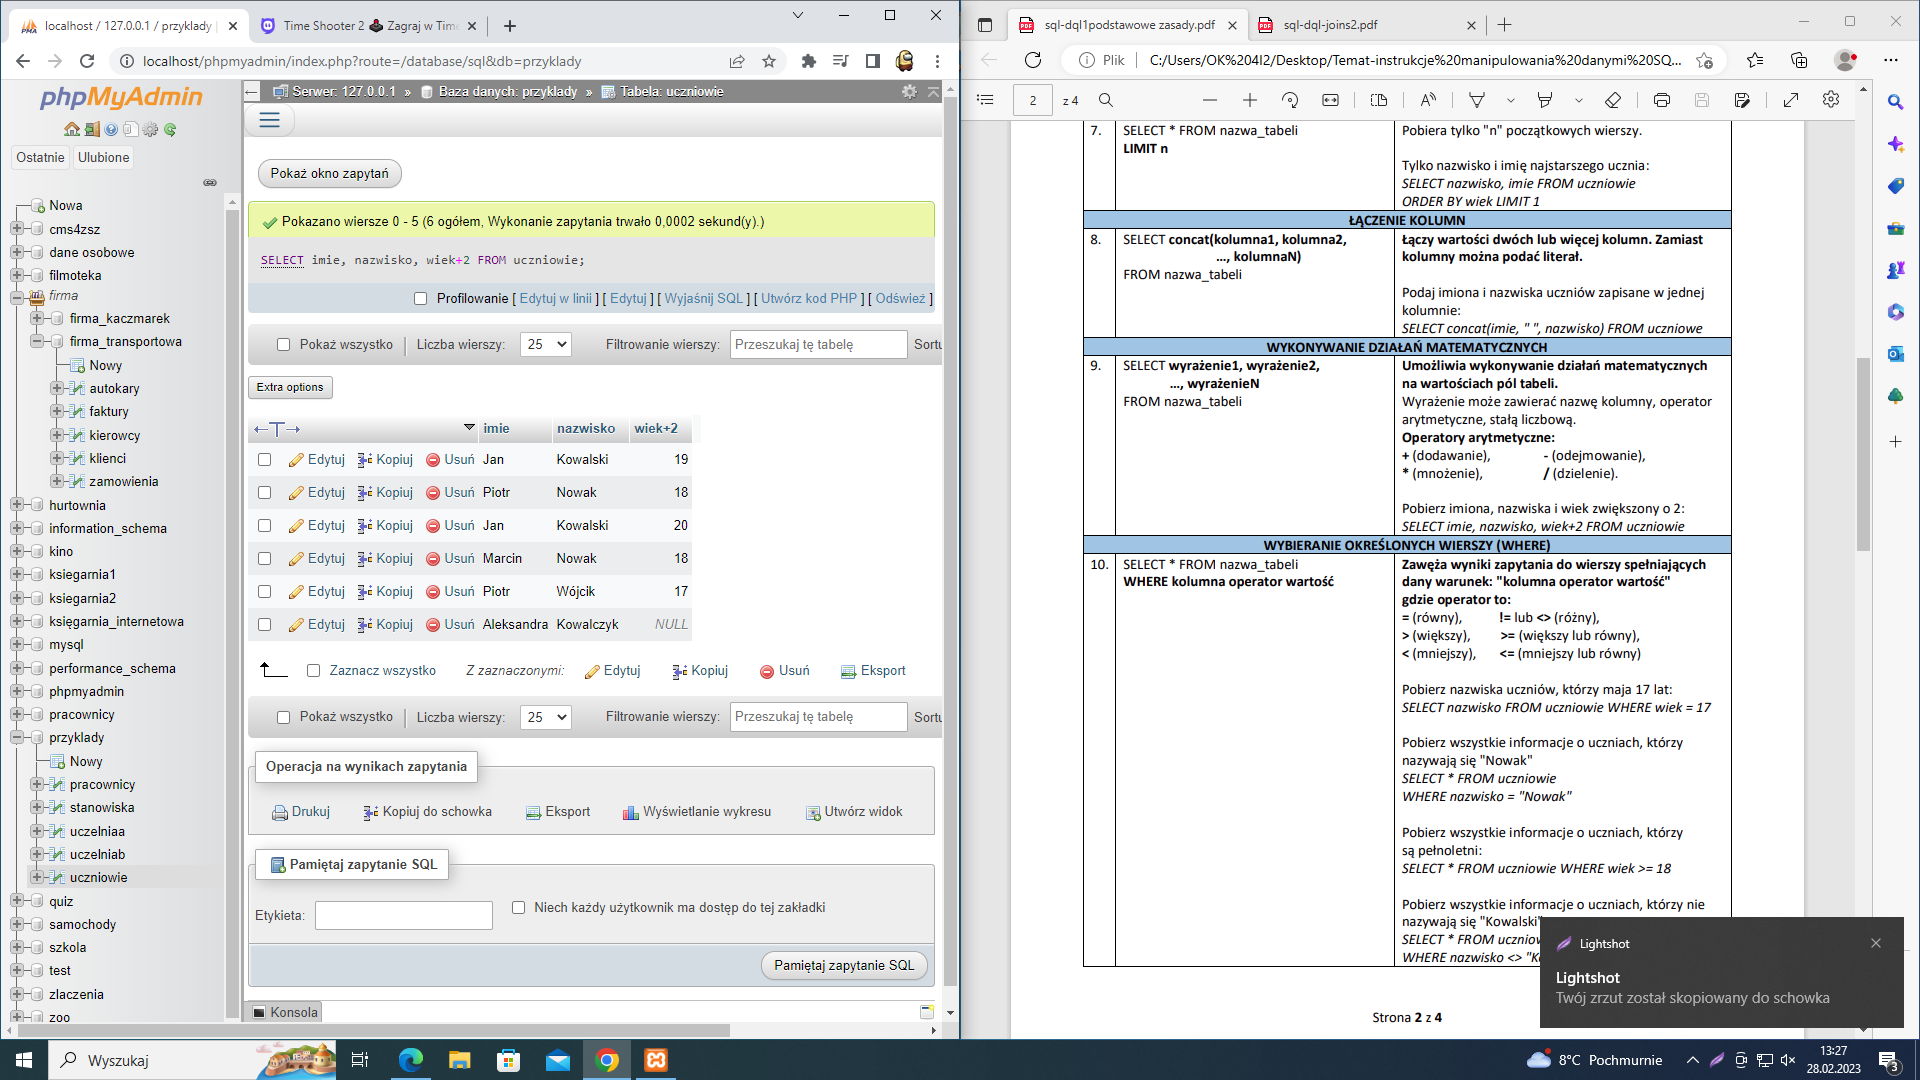 localhost / 127.0.0.1 / przyklady |
Time Shooter 2
Zagraj w Time
localhost/phpmyadmin/index.php?route=/database/sql&db=przyklady
phpMyAdmin
Ostatnie
Ulubione
Nowa
cms4zsz
dane osobowe
filmoteka
firma
firma_kaczmarek
firma_transportowa
Nowy
autokary
faktury
kierowcy
klienci
zamowienia
hurtownia
information_schema
kino
ksiegarnia1
ksiegarnia2
księgarnia_internetowa
mysql
performance_schema
phpmyadmin
pracownicy
przyklady
Nowy
pracownicy
stanowiska
uczelniaa
uczelniab
uczniowie
quiz
samochody
szkola
test
zlaczenia
zoo
Serwer: 127.0.0.1 » Baza danych: przyklady » Tabela: uczniowie
Pokaż okno zapytań
Pokazano wiersze 0 - 5 (6 ogółem, Wykonanie zapytania trwało 0,0002 sekund(y).)
SELECT imie, nazwisko, wiek+2 FROM uczniowie;
Profilowanie [ Edytuj w linii ] [ Edytuj ] [ Wyjaśnij SQL ] [ Utwórz kod PHP ] [ Odśwież ]
Pokaż wszystko
Liczba wierszy: 25
Filtrowanie wierszy: Przeszukaj tę tabelę
Sortu
Extra options
imie nazwisko wiek+2
Edytuj Kopiuj Usuń Jan Kowalski 19
Edytuj Kopiuj Usuń Piotr Nowak 18
Edytuj Kopiuj Usuń Jan Kowalski 20
Edytuj Kopiuj Usuń Marcin Nowak 18
Edytuj Kopiuj Usuń Piotr Wójcik 17
Edytuj Kopiuj Usuń Aleksandra Kowalczyk NULL
Zaznacz wszystko Z zaznaczonymi: Edytuj Kopiuj Usuń Eksport
Pokaż wszystko
Liczba wierszy: 25
Filtrowanie wierszy: Przeszukaj tę tabelę
Sortu
Operacja na wynikach zapytania
Drukuj Kopiuj do schowka Eksport Wyświetlanie wykresu Utwórz widok
Pamiętaj zapytanie SQL
Etykieta:
Niech każdy użytkownik ma dostęp do tej zakładki
Pamiętaj zapytanie SQL
Konsola
sql-dql1podstawowe zasady.pdf
sql-dql-joins2.pdf
Plik
C:/Users/OK%204I2/Desktop/Temat-instrukcje%20manipulowania%20danymi%20SQ...
2 z 4
7. SELECT * FROM nazwa_tabeli
LIMIT n
Pobiera tylko "n" początkowych wierszy.
Tylko nazwisko i imię najstarszego ucznia:
SELECT nazwisko, imie FROM uczniowie
ORDER BY wiek LIMIT 1
ŁĄCZENIE KOLUMN
8. SELECT concat(kolumna1, kolumna2,
..., kolumnaN)
FROM nazwa_tabeli
Łączy wartości dwóch lub więcej kolumn. Zamiast
kolumny można podać literał.
Podaj imiona i nazwiska uczniów zapisane w jednej
kolumnie:
SELECT concat(imie, " ", nazwisko) FROM uczniowe
WYKONYWANIE DZIAŁAŃ MATEMATYCZNYCH
9. SELECT wyrażenie1, wyrażenie2,
..., wyrażenieN
FROM nazwa_tabeli
Umożliwia wykonywanie działań matematycznych
na wartościach pól tabeli.
Wyrażenie może zawierać nazwę kolumny, operator
arytmetyczne, stałą liczbową.
Operatory arytmetyczne:
+ (dodawanie), - (odejmowanie),
* (mnożenie), / (dzielenie).
Pobierz imiona, nazwiska i wiek zwiększony o 2:
SELECT imie, nazwisko, wiek+2 FROM uczniowie
WYBIERANIE OKREŚLONYCH WIERSZY (WHERE)
10. SELECT * FROM nazwa_tabeli
WHERE kolumna operator wartość
Zawęża wyniki zapytania do wierszy spełniających
dany warunek: "kolumna operator wartość"
gdzie operator to:
= (równy), != lub <> (różny),
> (większy), >= (większy lub równy),
< (mniejszy), <= (mniejszy lub równy)
Pobierz nazwiska uczniów, którzy maja 17 lat:
SELECT nazwisko FROM uczniowie WHERE wiek = 17
Pobierz wszystkie informacje o uczniach, którzy
nazywają się "Nowak"
SELECT * FROM uczniowie
WHERE nazwisko = "Nowak"
Pobierz wszystkie informacje o uczniach, którzy
są pełnoletni:
SELECT * FROM uczniowie WHERE wiek >= 18
Pobierz wszystkie informacje o uczniach, którzy nie
nazywają się "Kowalski"
SELECT * FROM uczniow
WHERE nazwisko <> "K
Strona 2 z 4
Lightshot
Lightshot
Twój zrzut został skopiowany do schowka
Wyszukaj
8°C Pochmurnie
13:27
28.02.2023
3